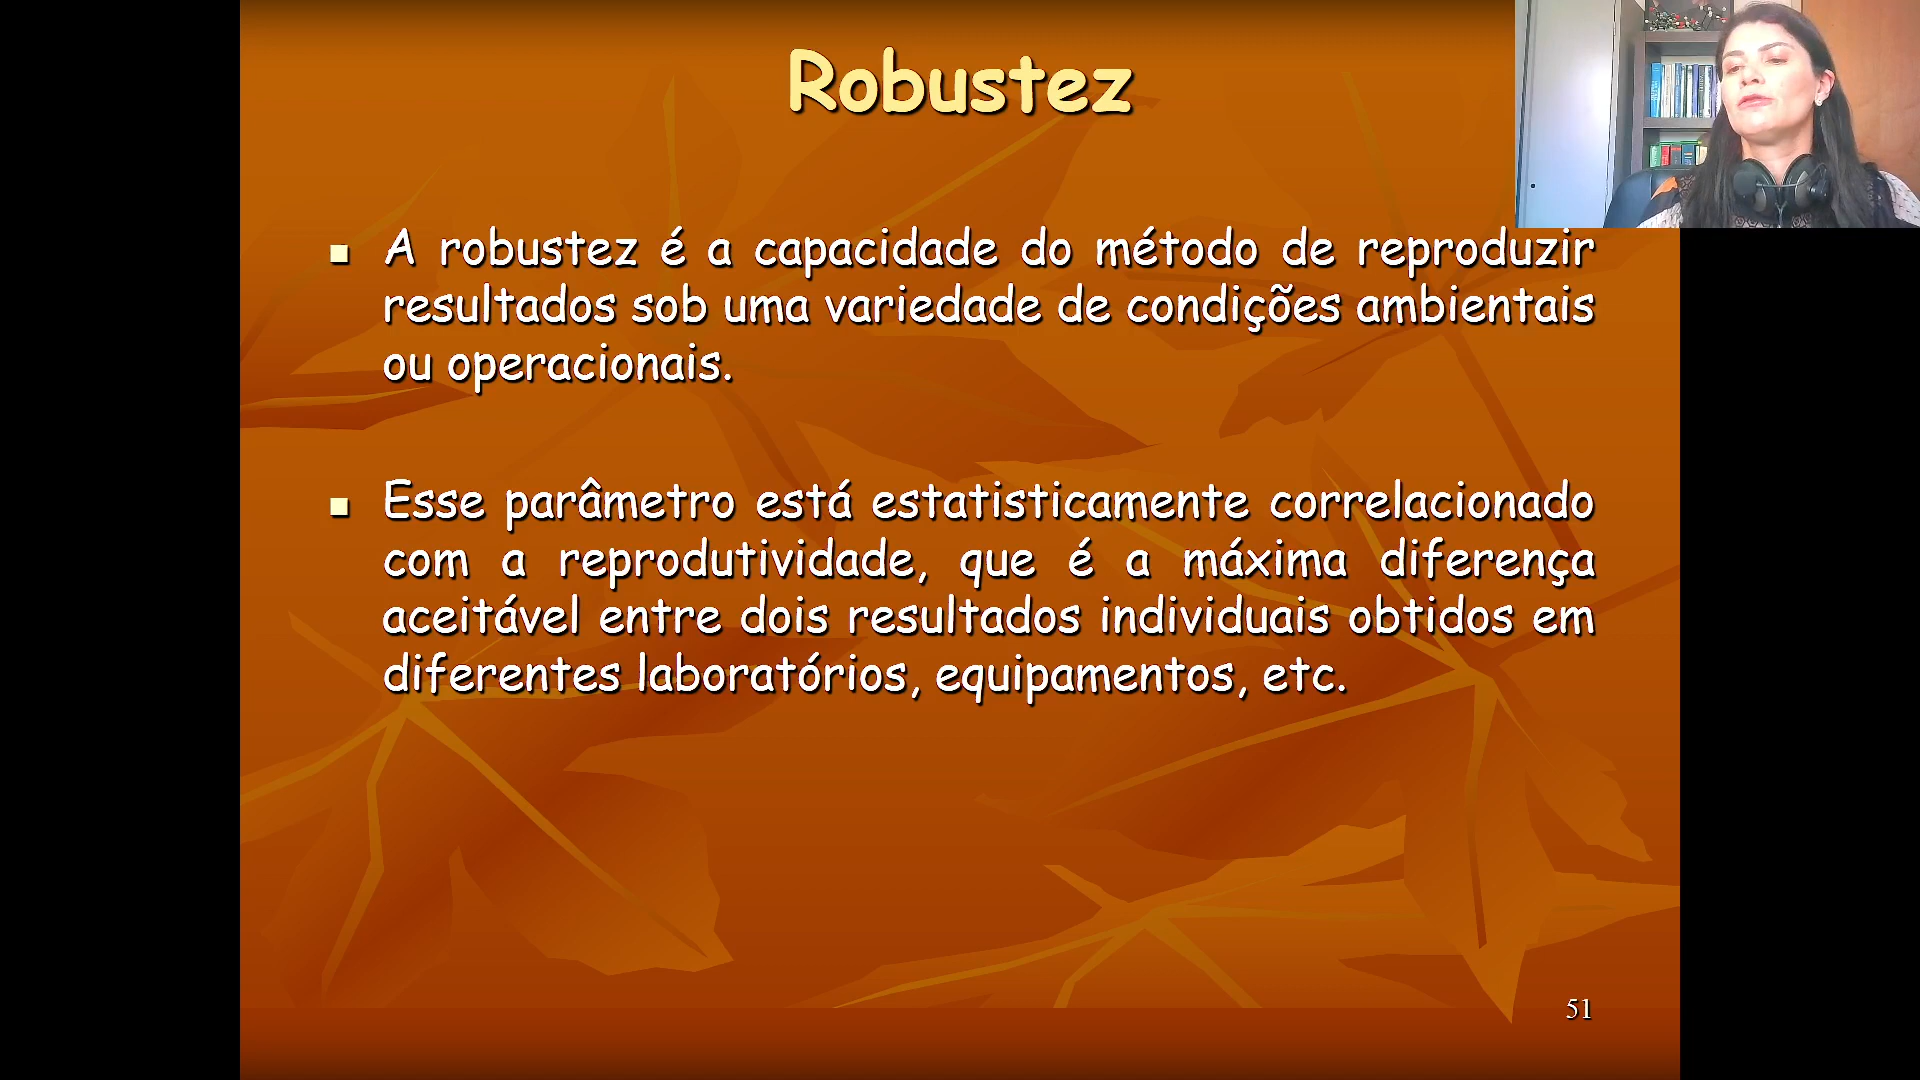 Robustez
A robustez é a capacidade do método de reproduzir
resultados sob uma variedade de condições ambientais
ou operacionais.
Esse parâmetro está estatisticamente correlacionado
com a reprodutividade, que é a máxima diferença
aceitável entre dois resultados individuais obtidos em
diferentes laboratórios, equipamentos, etc.
51